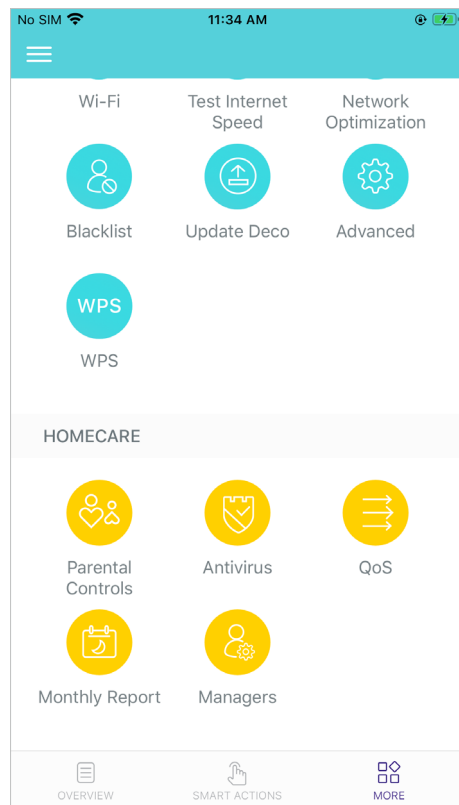 No SIM 11:34 AM
Wi-Fi Test Internet Network
Speed Optimization
Blacklist Update Deco Advanced
WPS
WPS
HOMECARE
Parental Antivirus QoS
Controls
Monthly Report Managers
OVERVIEW SMART ACTIONS MORE